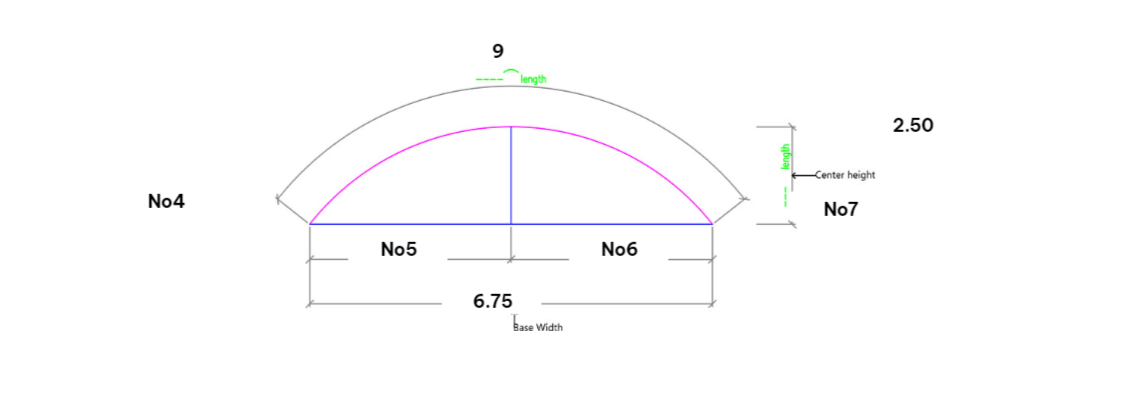 9
length
2.50
length
Center height
No4
No7
No5
No6
6.75
Base Width